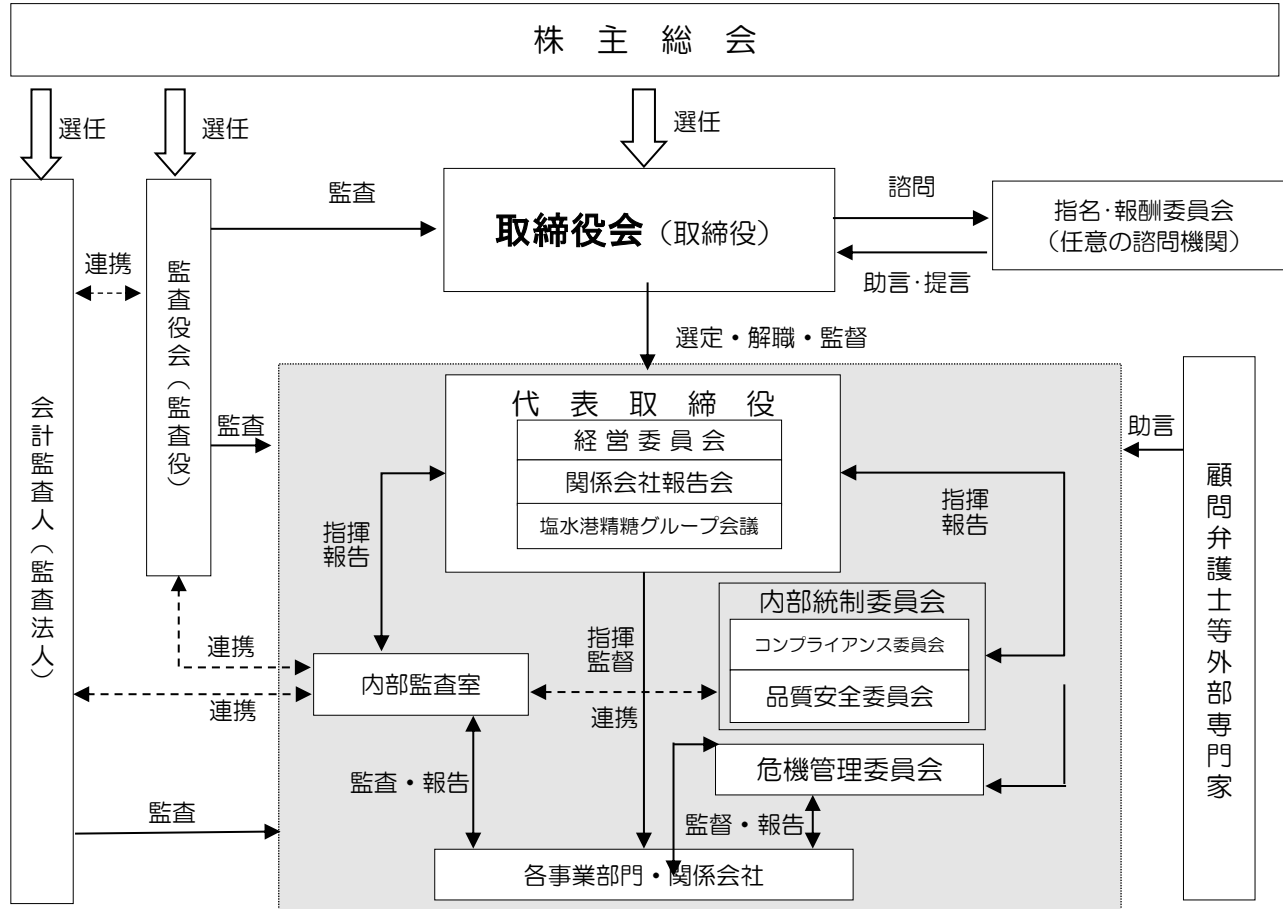 株 主 総 会
選任
選任
選任
監査
取締役会（取締役）
諮問
指名・報酬委員会
（任意の諮問機関）
助言・提言
連携
監査役会（監査役）
会計監査人（監査法人）
選定・解職・監督
監査
代 表 取 締 役
経 営 委 員 会
関係会社報告会
塩水港精糖グループ会議
助言
顧問弁護士等外部専門家
指揮
報告
指揮
報告
内部統制委員会
コンプライアンス委員会
品質安全委員会
指揮
監督
連携
内部監査室
連携
連携
危機管理委員会
監査・報告
監督・報告
監査
各事業部門・関係会社